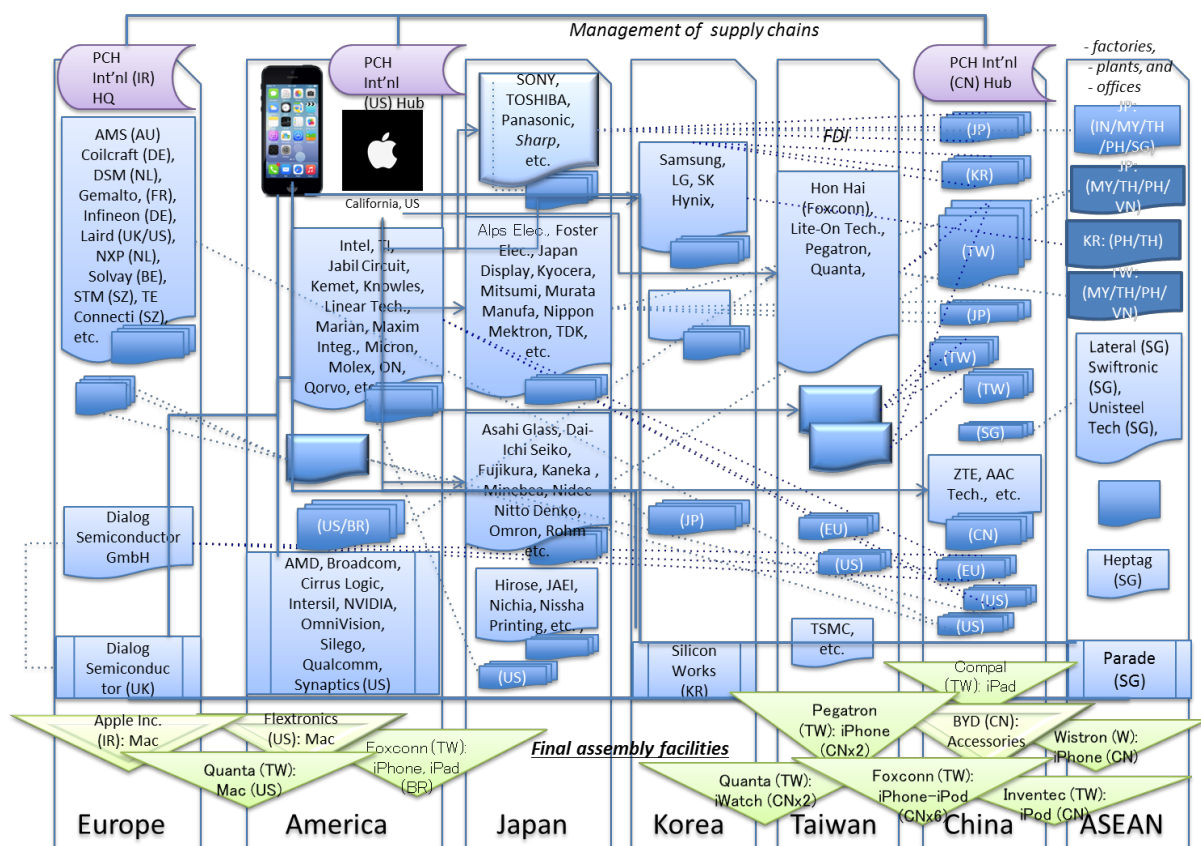 Management of supply chains
- factories,
- plants, and
- offices
PCH
Int'nl (IR)
HQ
PCH
Int'nl
(US) Hub
PCH Int'nl
(CN) Hub
California, US
AMS (AU)
Coilcraft (DE),
DSM (NL),
Gemalto, (FR),
Infineon (DE),
Laird (UK/US),
NXP (NL),
Solvay (BE),
STM (SZ), TE
Connecti (SZ),
etc.
Dialog
Semiconductor
GmbH
Dialog
Semiconduc
tor (UK)
Intel, TI,
Jabil Circuit,
Kemet, Knowles,
Linear Tech.,
Marian, Maxim
Integ., Micron,
Molex, ON,
Qorvo, etc
(US/BR)
AMD, Broadcom,
Cirrus Logic,
Intersil, NVIDIA,
OmniVision,
Silego,
Qualcomm,
Synaptics (US)
SONY,
TOSHIBA,
Panasonic,
Sharp,
etc.
Alps Elec., Foster
Elec., Japan
Display, Kyocera,
Mitsumi, Murata
Manufa, Nippon
Mektron, TDK,
etc.
Asahi Glass, Dai-
Ichi Seiko,
Fujikura, Kaneka ,
Minebea, Nidec
Nitto Denko,
Omron, Rohm
etc.
Hirose, JAEI,
Nichia, Nissha
Printing, etc. ,
(US)
Samsung,
LG, SK
Hynix,
(JP)
Silicon
Works
(KR)
FDI
Hon Hai
(Foxconn),
Lite-On Tech.,
Pegatron,
Quanta,
(EU)
(US)
TSMC,
etc.
(JP)
(KR)
(TW)
(JP)
(TW)
(TW)
(SG)
ZTE, AAC
Tech., etc.
(CN)
(EU)
(US)
(US)
JP:
(IN/MY/TH
/PH/SG)
JP:
(MY/TH/PH/
VN)
KR: (PH/TH)
TW:
(MY/TH/PH/
VN)
Lateral (SG)
Swiftronic
(SG),
Unisteel
Tech (SG),
Heptag
(SG)
Parade
(SG)
Apple Inc.
(IR): Mac
Flextronics
(US): Mac
Quanta (TW):
Mac (US)
Foxconn (TW):
iPhone, iPad
(BR)
Final assembly facilities
Compal
(TW): iPad
Pegatron
(TW): iPhone
(CNx2)
BYD (CN):
Accessories
Wistron (W):
iPhone (CN)
Quanta (TW):
iWatch (CNx2)
Foxconn (TW):
iPhone-iPod
(CNx6)
Inventec (TW):
iPod (CN)
Europe
America
Japan
Korea
Taiwan
China
ASEAN